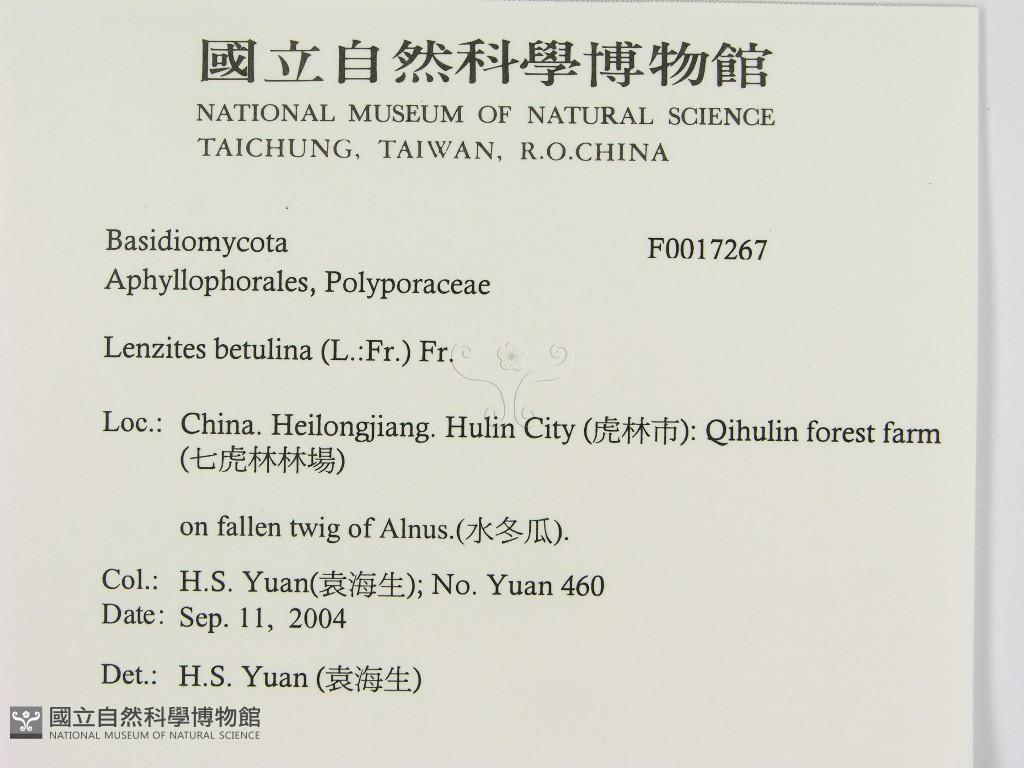 國立自然科學博物館
NATIONAL MUSEUM OF NATURAL SCIENCE
TAICHUNG, TAIWAN, R.O.CHINA
Basidiomycota F0017267
Aphyllophorales, Polyporaceae
Lenzites betulina (L.:Fr.) Fr.
Loc.: China. Heilongjiang. Hulin City (虎林市): Qihulin forest farm
(七虎林林場)
on fallen twig of Alnus.(水冬瓜).
Col.: H.S. Yuan(袁海生); No. Yuan 460
Date: Sep. 11, 2004
Det.: H.S. Yuan (袁海生)
國立自然科學博物館
NATIONAL MUSEUM OF NATURAL SCIENCE